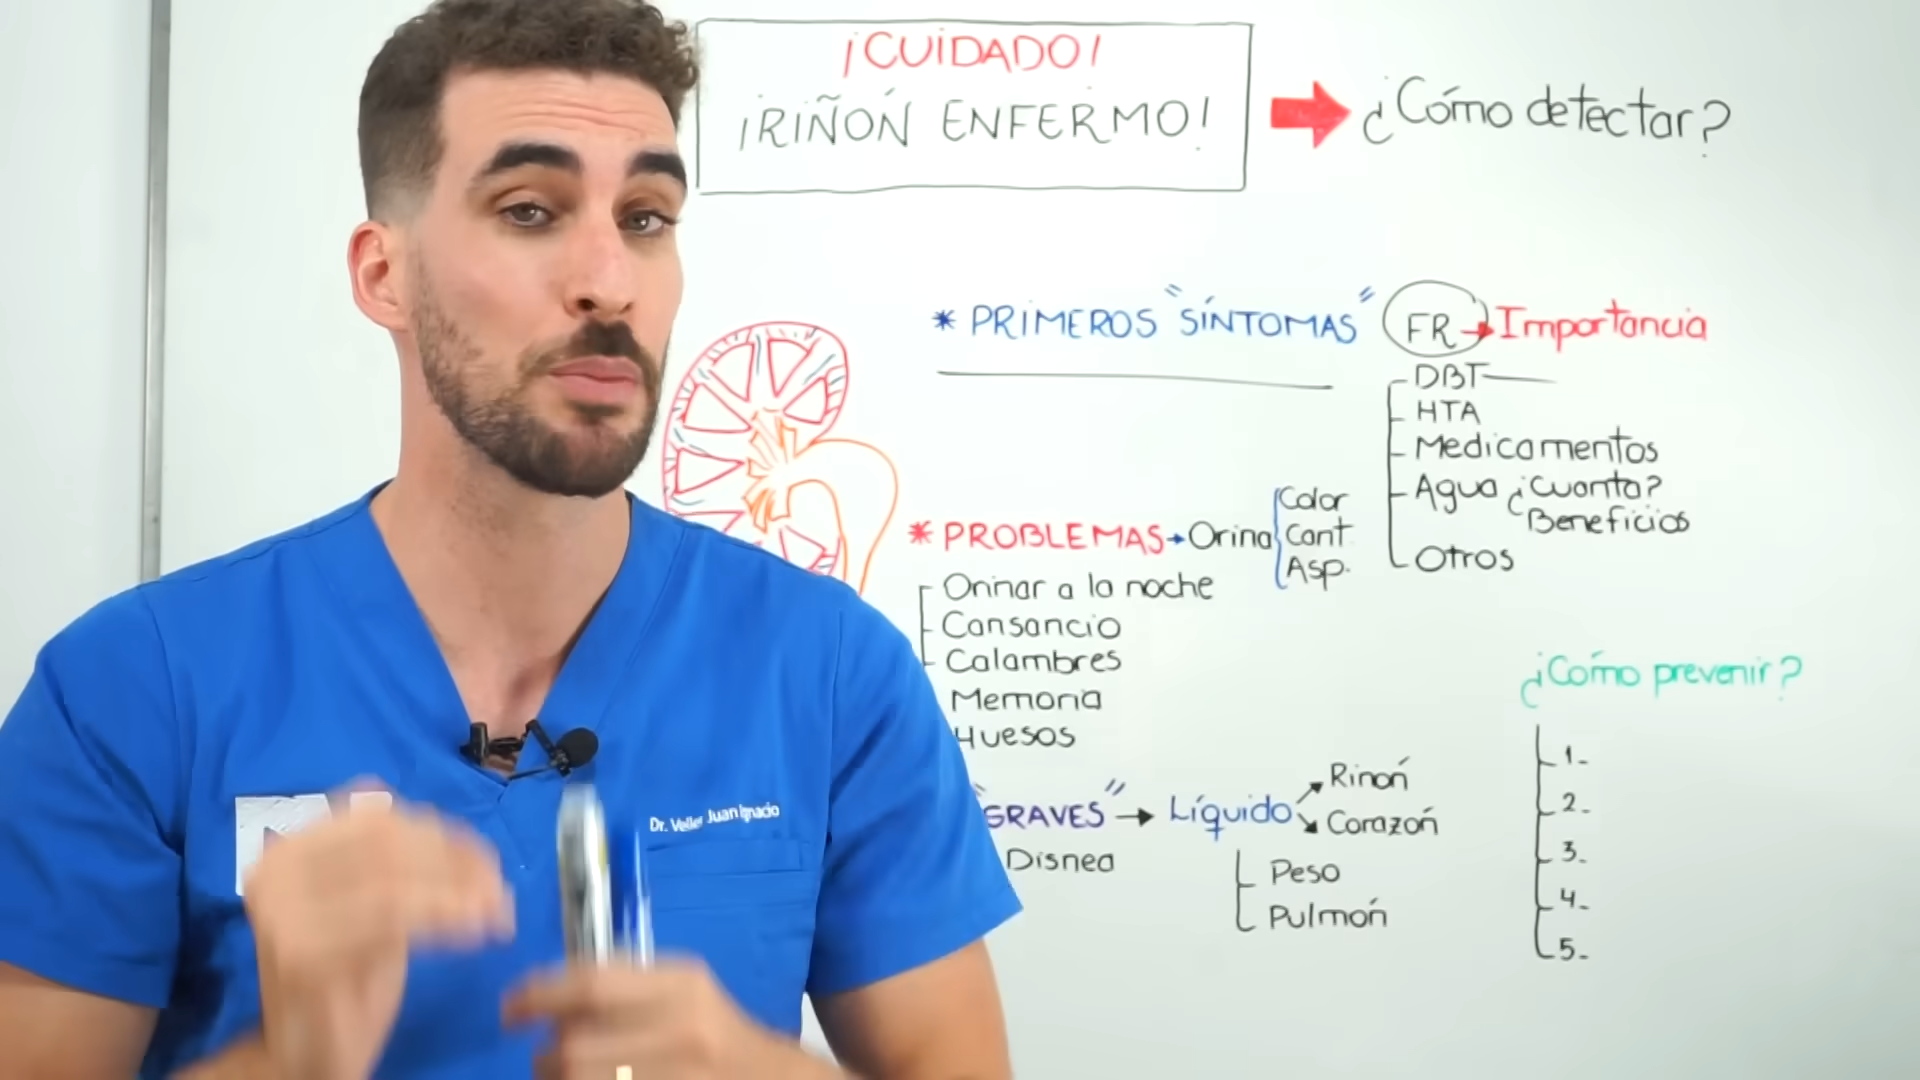 ¡CUIDADO!
¡RIÑÓN ENFERMO!
¿Cómo detectar?
* PRIMEROS "SÍNTOMAS"
FR → Importancia
DBT
HTA
Medicamentos
Agua ¿Cuanta?
Beneficios
Otros
* PROBLEMAS → Orina
Color
Cant.
Asp.
Orinar a la noche
Cansancio
Calambres
Memoria
Huesos
"GRAVES" → Líquido
Riñón
Corazón
Disnea
Peso
Pulmón
¿Cómo prevenir?
1-
2-
3-
4-
5-
Dr. Veller Juan Ignacio